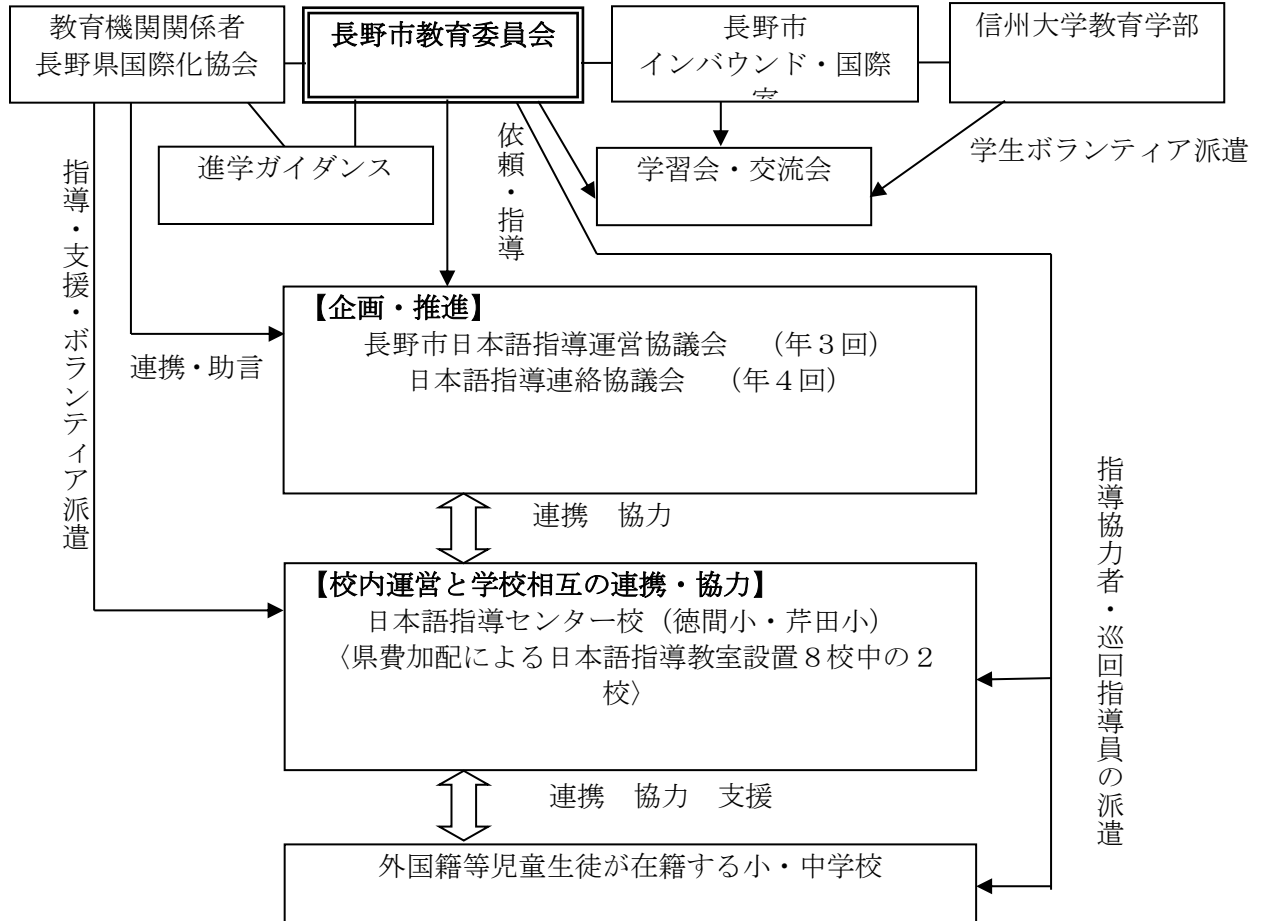 教育機関関係者
長野県国際化協会
長野市教育委員会
長野市
インバウンド・国際
室
信州大学教育学部
進学ガイダンス
依頼・指導
学習会・交流会
学生ボランティア派遣
指導・支援・ボランティア派遣
【企画・推進】
長野市日本語指導運営協議会　（年３回）
日本語指導連絡協議会　（年４回）
連携・助言
連携　協力
指導協力者・巡回指導員の派遣
【校内運営と学校相互の連携・協力】
日本語指導センター校（徳間小・芹田小）
〈県費加配による日本語指導教室設置８校中の２
校〉
連携　協力　支援
外国籍等児童生徒が在籍する小・中学校